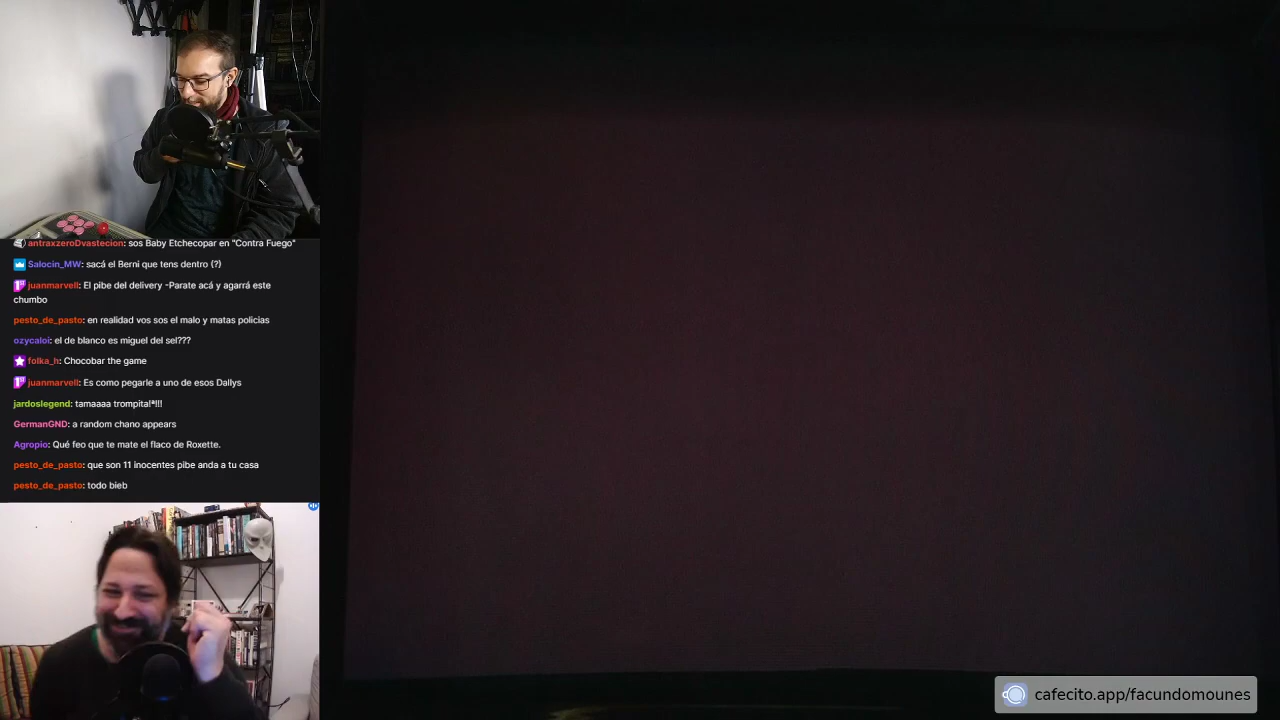 antraxzeroDvastecion: sos Baby Etchecopar en "Contra Fuego"
Salocin_MW: sacá el Berni que tens dentro (?)
juanmarvell: El pibe del delivery -Parate acá y agarrá este
chumbo
pesto_de_pasto: en realidad vos sos el malo y matas policias
ozycaloi: el de blanco es miguel del sel???
folka_h: Chocobar the game
juanmarvell: Es como pegarle a uno de esos Dallys
jardoslegend: tamaaaa trompita!*!!!
GermanGND: a random chano appears
Agropio: Qué feo que te mate el flaco de Roxette.
pesto_de_pasto: que son 11 inocentes pibe anda a tu casa
pesto_de_pasto: todo bieb
cafecito.app/facundomounes